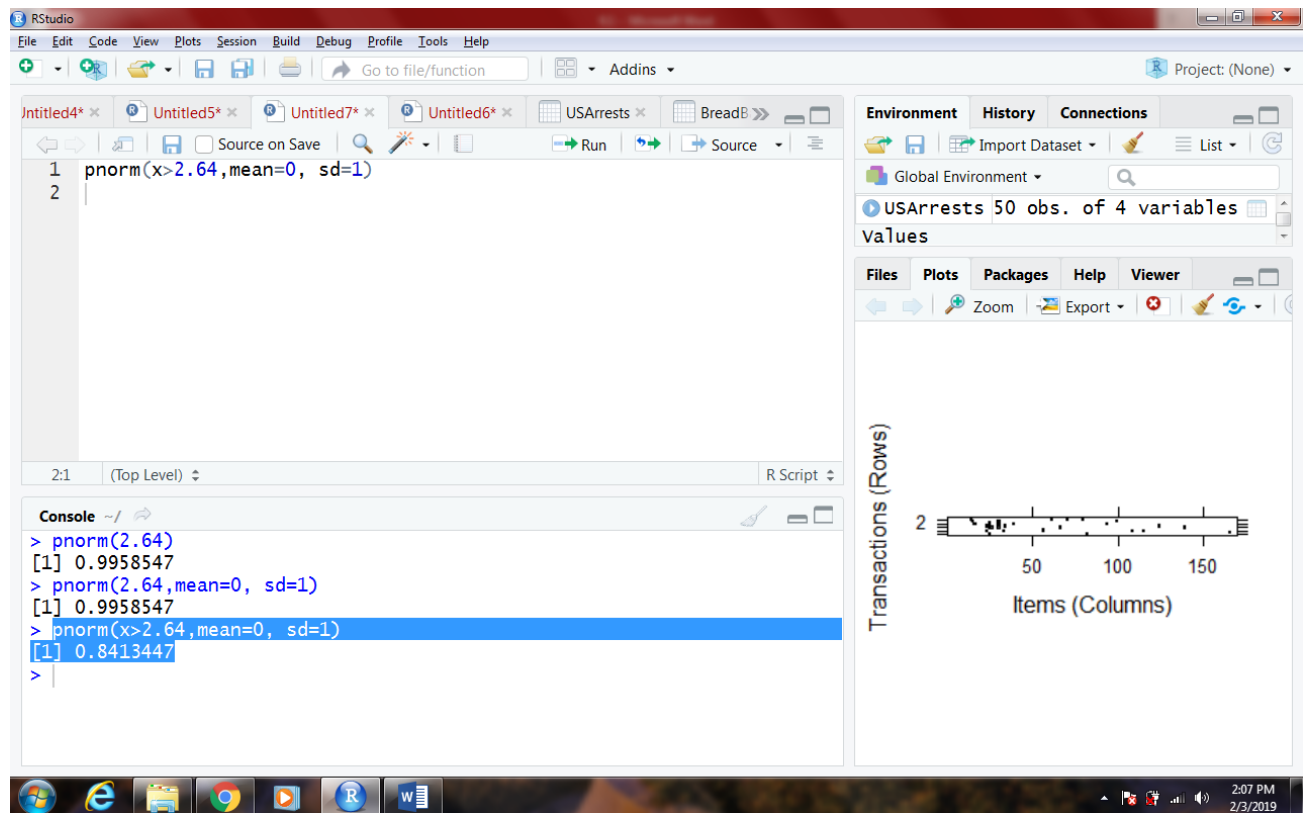 RStudio
File Edit Code View Plots Session Build Debug Profile Tools Help
Go to file/function Addins Project: (None)
Intitled4* Untitled5* Untitled7* Untitled6* USArrests BreadB
Source on Save Run Source
1 pnorm(x>2.64,mean=0, sd=1)
2
2:1 (Top Level) R Script
Console ~/
> pnorm(2.64)
[1] 0.9958547
> pnorm(2.64,mean=0, sd=1)
[1] 0.9958547
> pnorm(x>2.64,mean=0, sd=1)
[1] 0.8413447
>
Environment History Connections
Import Dataset List
Global Environment
USArrests 50 obs. of 4 variables
Values
Files Plots Packages Help Viewer
Zoom Export
Transactions (Rows)
2
50 100 150
Items (Columns)
2:07 PM
2/3/2019